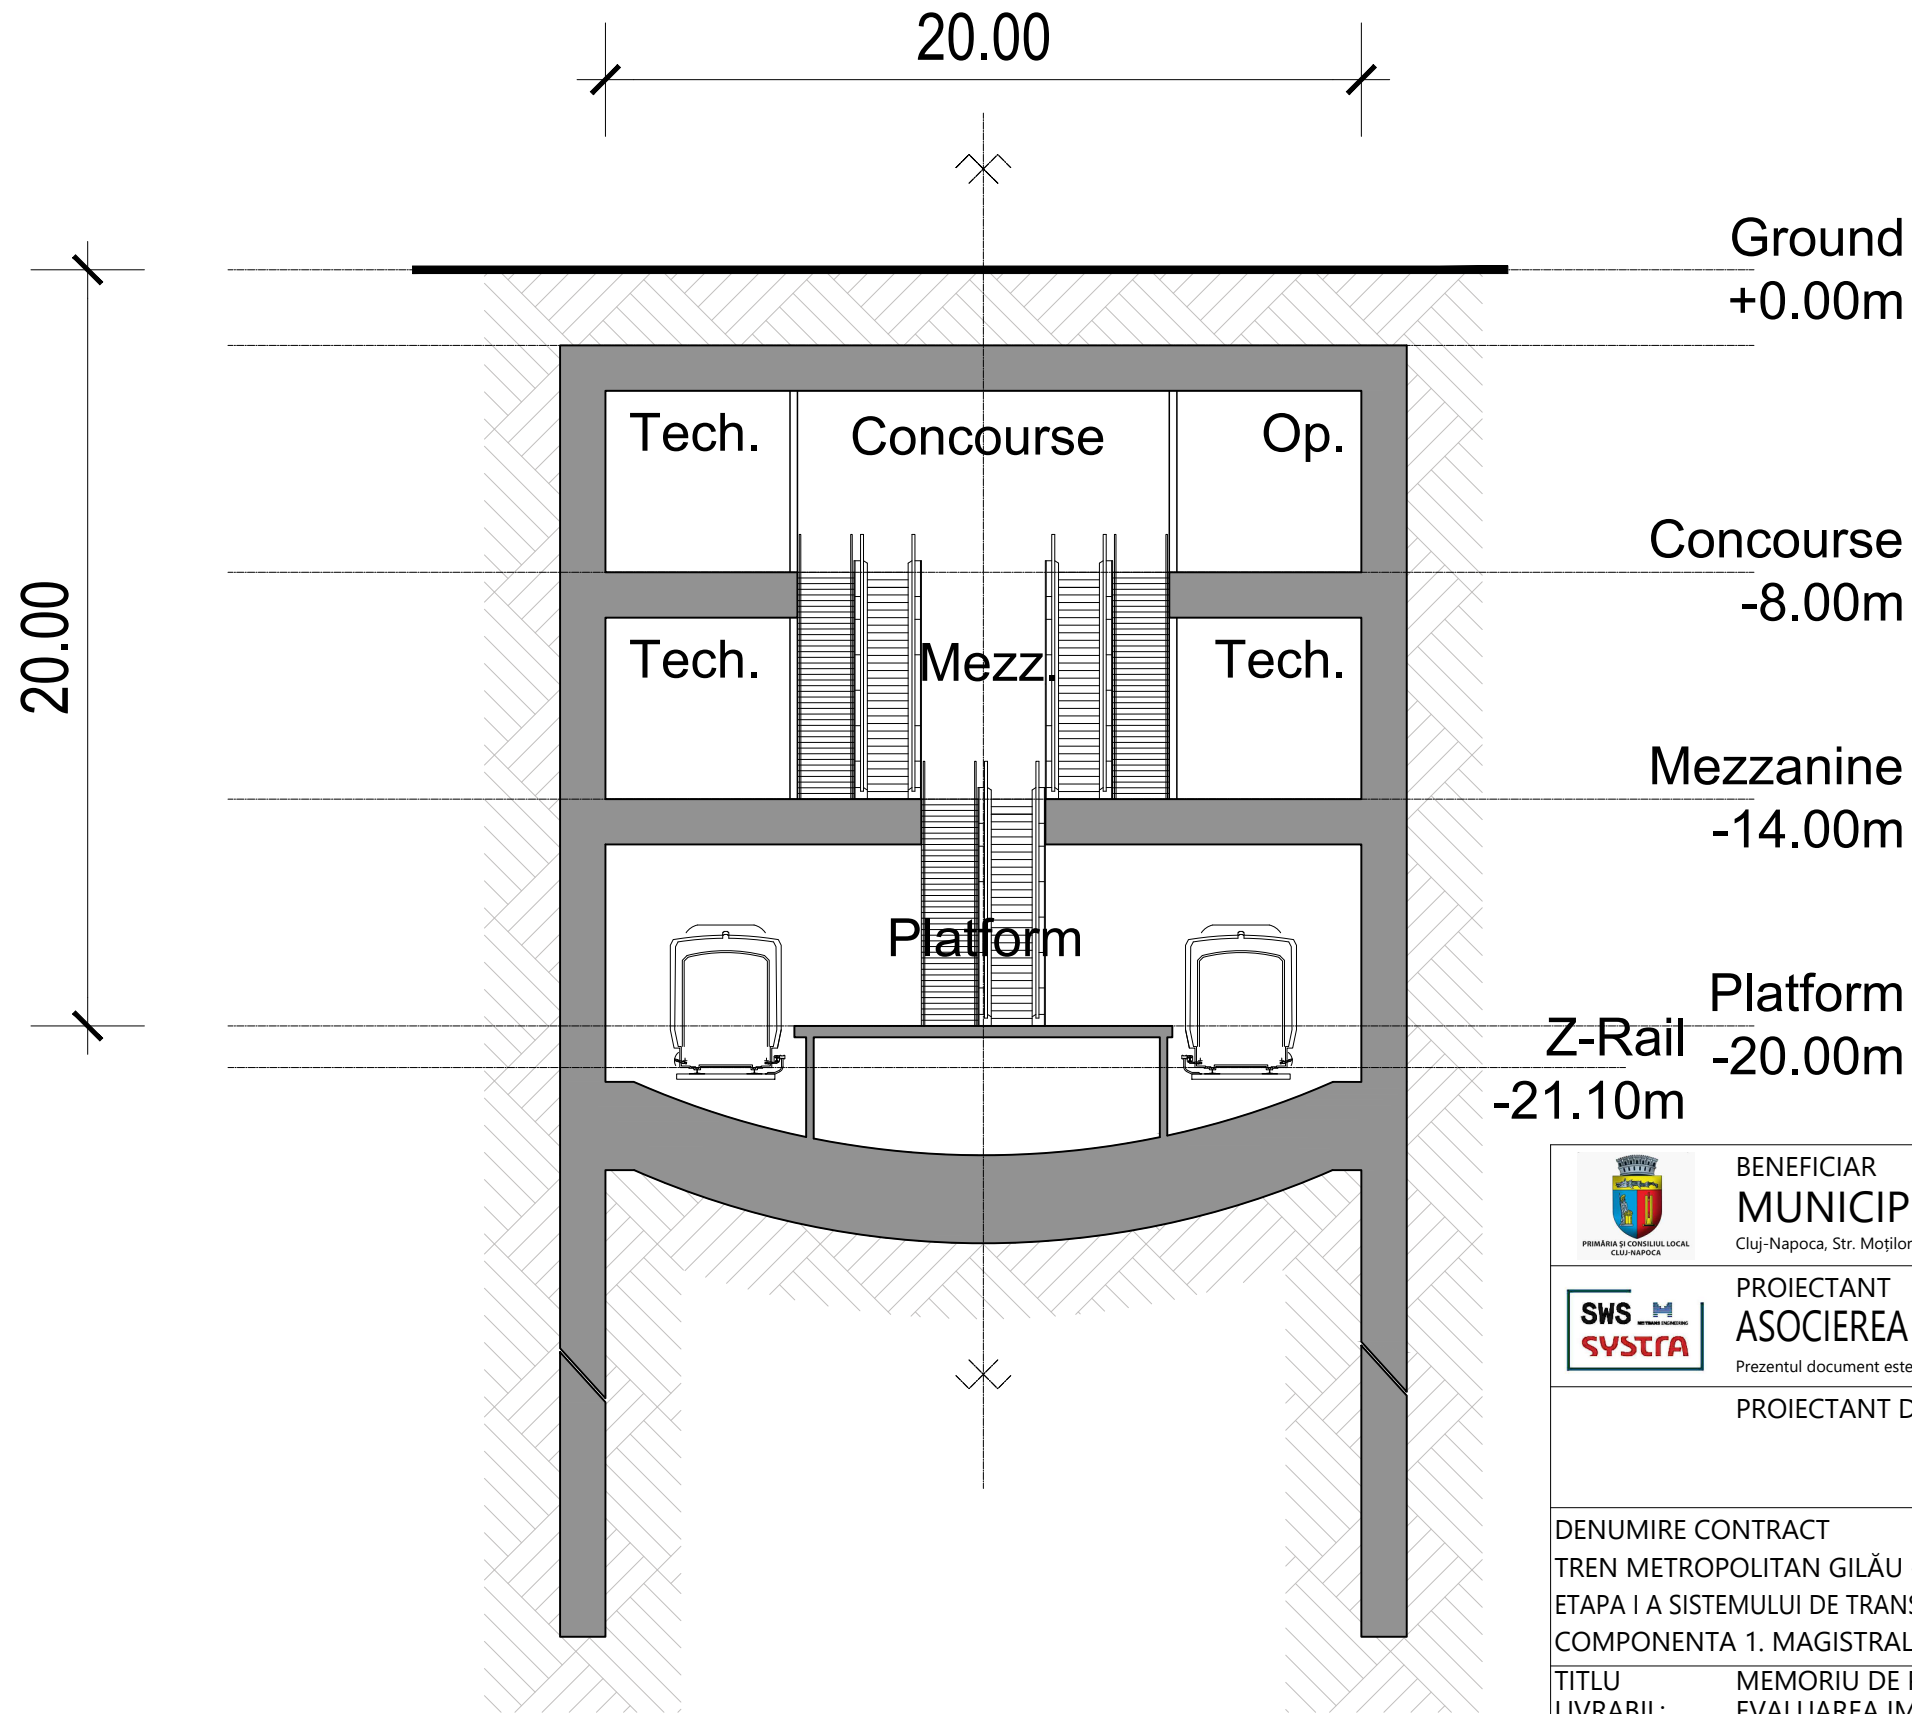 20.00
20.00
Ground
+0.00m
Tech.
Concourse
Op.
Concourse
-8.00m
Tech.
Mezz.
Tech.
Mezzanine
-14.00m
Platform
Platform
-20.00m
Z-Rail
-21.10m
PRIMĂRIA ȘI CONSILIUL LOCAL
CLUJ-NAPOCA
BENEFICIAR
MUNICIP
Cluj-Napoca, Str. Moților
SWS
SYSTRA
PROIECTANT
ASOCIEREA
Prezentul document este
PROIECTANT D
DENUMIRE CONTRACT
TREN METROPOLITAN GILĂU
ETAPA I A SISTEMULUI DE TRANS
COMPONENTA 1. MAGISTRAL
TITLU MEMORIU DE
LIVRABIL: EVALUAREA IM